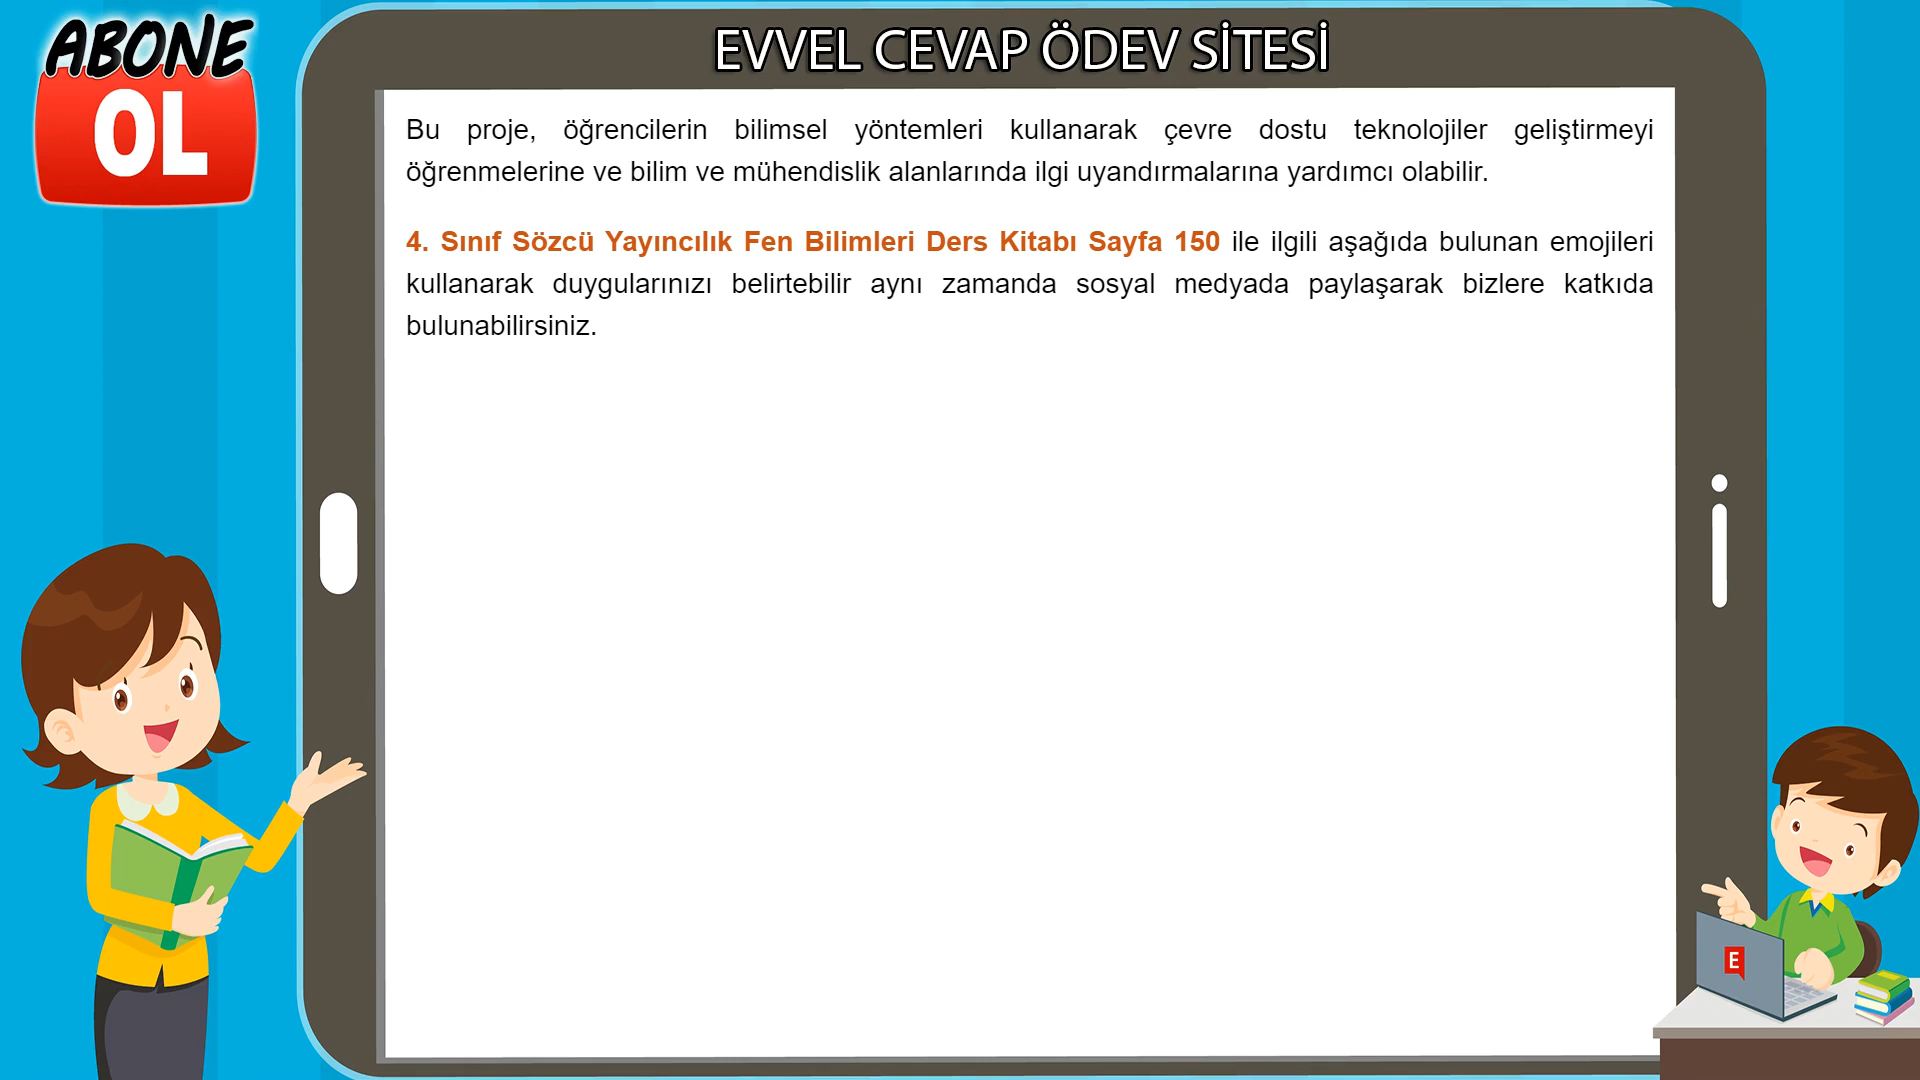 ABONE
OL
EVVEL CEVAP ÖDEV SİTESİ
Bu proje, öğrencilerin bilimsel yöntemleri kullanarak çevre dostu teknolojiler geliştirmeyi
öğrenmelerine ve bilim ve mühendislik alanlarında ilgi uyandırmalarına yardımcı olabilir.
4. Sınıf Sözcü Yayıncılık Fen Bilimleri Ders Kitabı Sayfa 150 ile ilgili aşağıda bulunan emojileri
kullanarak duygularınızı belirtebilir aynı zamanda sosyal medyada paylaşarak bizlere katkıda
bulunabilirsiniz.
E